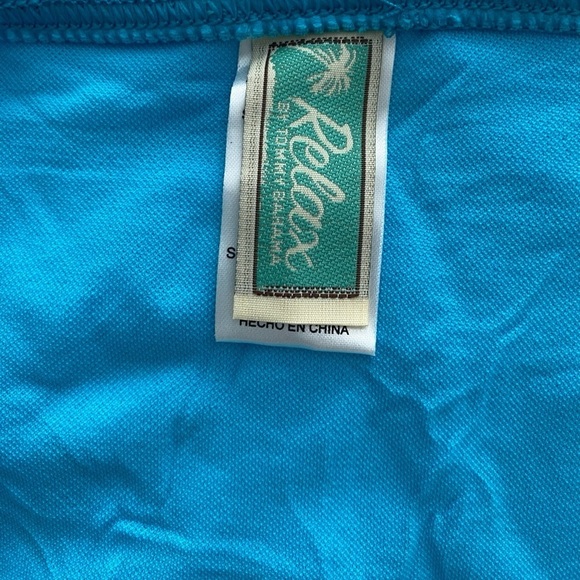 Relax
BY TOMMY BAHAMA
HECHO EN CHINA